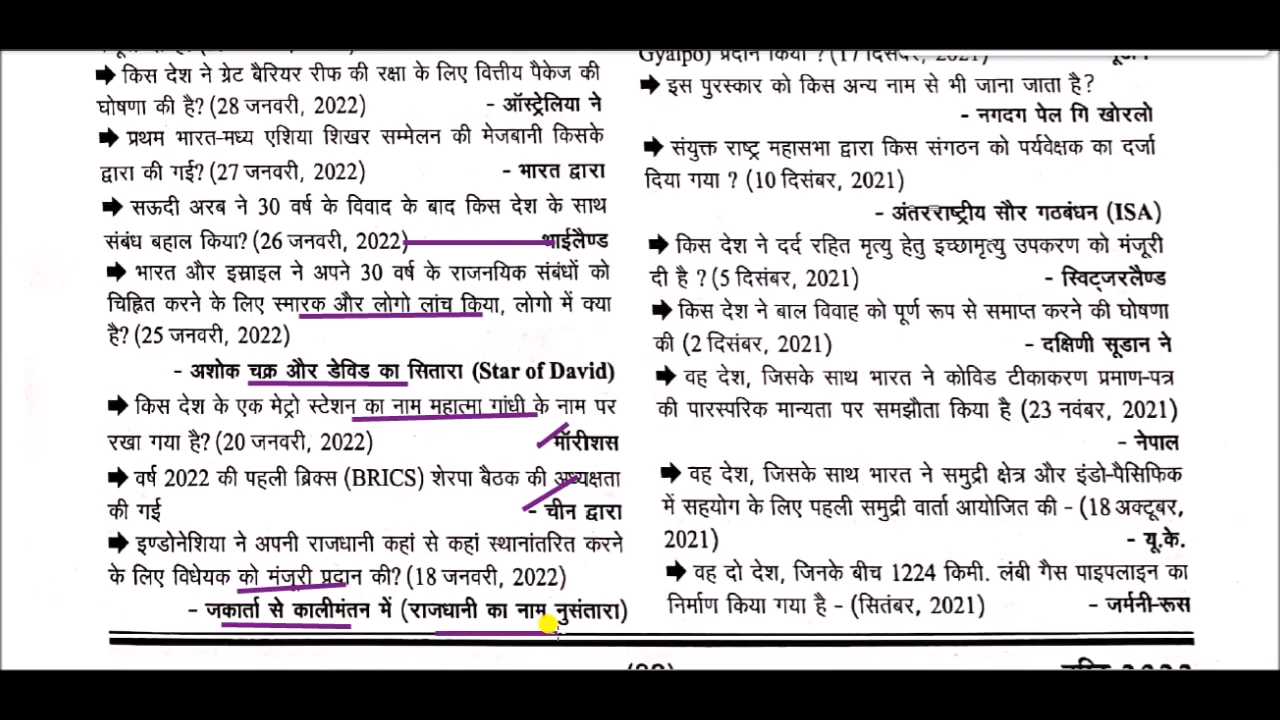 ➡ किस देश ने ग्रेट बैरियर रीफ की रक्षा के लिए वित्तीय पैकेज की
घोषणा की है? (28 जनवरी, 2022) - ऑस्ट्रेलिया ने
➡ प्रथम भारत-मध्य एशिया शिखर सम्मेलन की मेजबानी किसके
द्वारा की गई? (27 जनवरी, 2022) - भारत द्वारा
➡ सऊदी अरब ने 30 वर्ष के विवाद के बाद किस देश के साथ
संबंध बहाल किया? (26 जनवरी, 2022) थाईलैण्ड
➡ भारत और इस्राइल ने अपने 30 वर्ष के राजनयिक संबंधों को
चिह्नित करने के लिए स्मारक और लोगो लांच किया, लोगो में क्या
है? (25 जनवरी, 2022)
- अशोक चक्र और डेविड का सितारा (Star of David)
➡ किस देश के एक मेट्रो स्टेशन का नाम महात्मा गांधी के नाम पर
रखा गया है? (20 जनवरी, 2022) मॉरीशस
➡ वर्ष 2022 की पहली ब्रिक्स (BRICS) शेरपा बैठक की अध्यक्षता
की गई - चीन द्वारा
➡ इण्डोनेशिया ने अपनी राजधानी कहां से कहां स्थानांतरित करने
के लिए विधेयक को मंजूरी प्रदान की? (18 जनवरी, 2022)
- जकार्ता से कालीमंतन में (राजधानी का नाम नुसंतारा)
Gyalpo) प्रदान किया ? (17 दिसंबर, 2021)
➡ इस पुरस्कार को किस अन्य नाम से भी जाना जाता है?
- नगदग पेल गि खोरलो
➡ संयुक्त राष्ट्र महासभा द्वारा किस संगठन को पर्यवेक्षक का दर्जा
दिया गया ? (10 दिसंबर, 2021)
- अंतरराष्ट्रीय सौर गठबंधन (ISA)
➡ किस देश ने दर्द रहित मृत्यु हेतु इच्छामृत्यु उपकरण को मंजूरी
दी है ? (5 दिसंबर, 2021) - स्विट्जरलैण्ड
➡ किस देश ने बाल विवाह को पूर्ण रूप से समाप्त करने की घोषणा
की (2 दिसंबर, 2021) - दक्षिणी सूडान ने
➡ वह देश, जिसके साथ भारत ने कोविड टीकाकरण प्रमाण-पत्र
की पारस्परिक मान्यता पर समझौता किया है (23 नवंबर, 2021)
- नेपाल
➡ वह देश, जिसके साथ भारत ने समुद्री क्षेत्र और इंडो-पैसिफिक
में सहयोग के लिए पहली समुद्री वार्ता आयोजित की - (18 अक्टूबर,
2021) - यू.के.
➡ वह दो देश, जिनके बीच 1224 किमी. लंबी गैस पाइपलाइन का
निर्माण किया गया है - (सितंबर, 2021) - जर्मनी-रूस